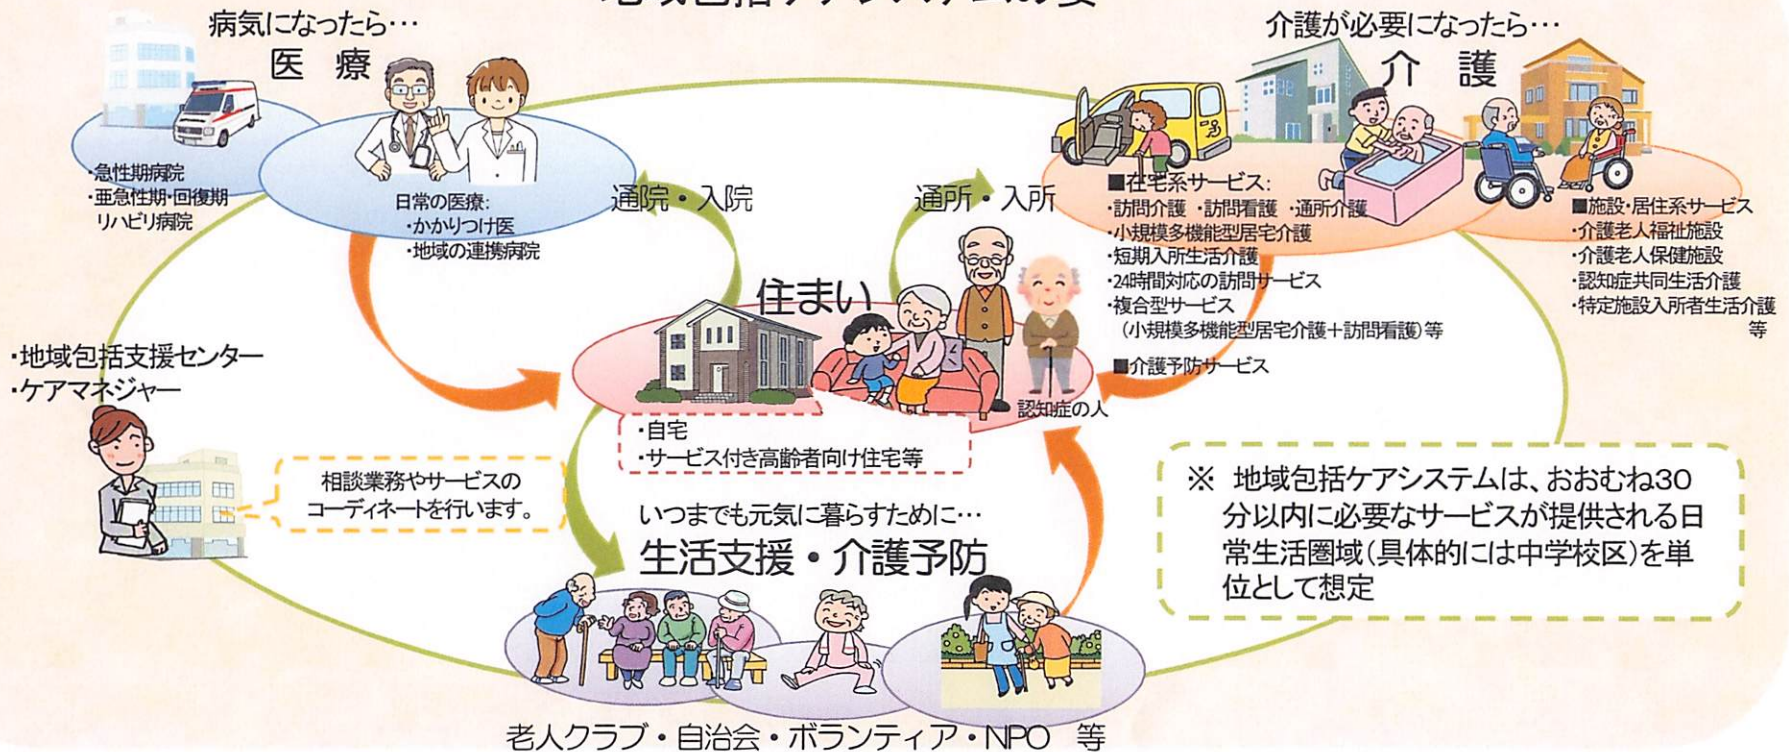 病気になったら…
医 療
介護が必要になったら…
介 護
・急性期病院
・亜急性期・回復期
リハビリ病院
日常の医療:
・かかりつけ医
・地域の連携病院
通院・入院
通所・入所
■在宅系サービス:
・訪問介護 ・訪問看護 ・通所介護
・小規模多機能型居宅介護
・短期入所生活介護
・24時間対応の訪問サービス
・複合型サービス
(小規模多機能型居宅介護+訪問看護)等
■介護予防サービス
■施設・居住系サービス
・介護老人福祉施設
・介護老人保健施設
・認知症共同生活介護
・特定施設入所者生活介護
等
住まい
認知症の人
・自宅
・サービス付き高齢者向け住宅等
・地域包括支援センター
・ケアマネジャー
相談業務やサービスの
コーディネートを行います。
いつまでも元気に暮らすために…
生活支援・介護予防
※ 地域包括ケアシステムは、おおむね30
分以内に必要なサービスが提供される日
常生活圏域(具体的には中学校区)を単
位として想定
老人クラブ・自治会・ボランティア・NPO 等